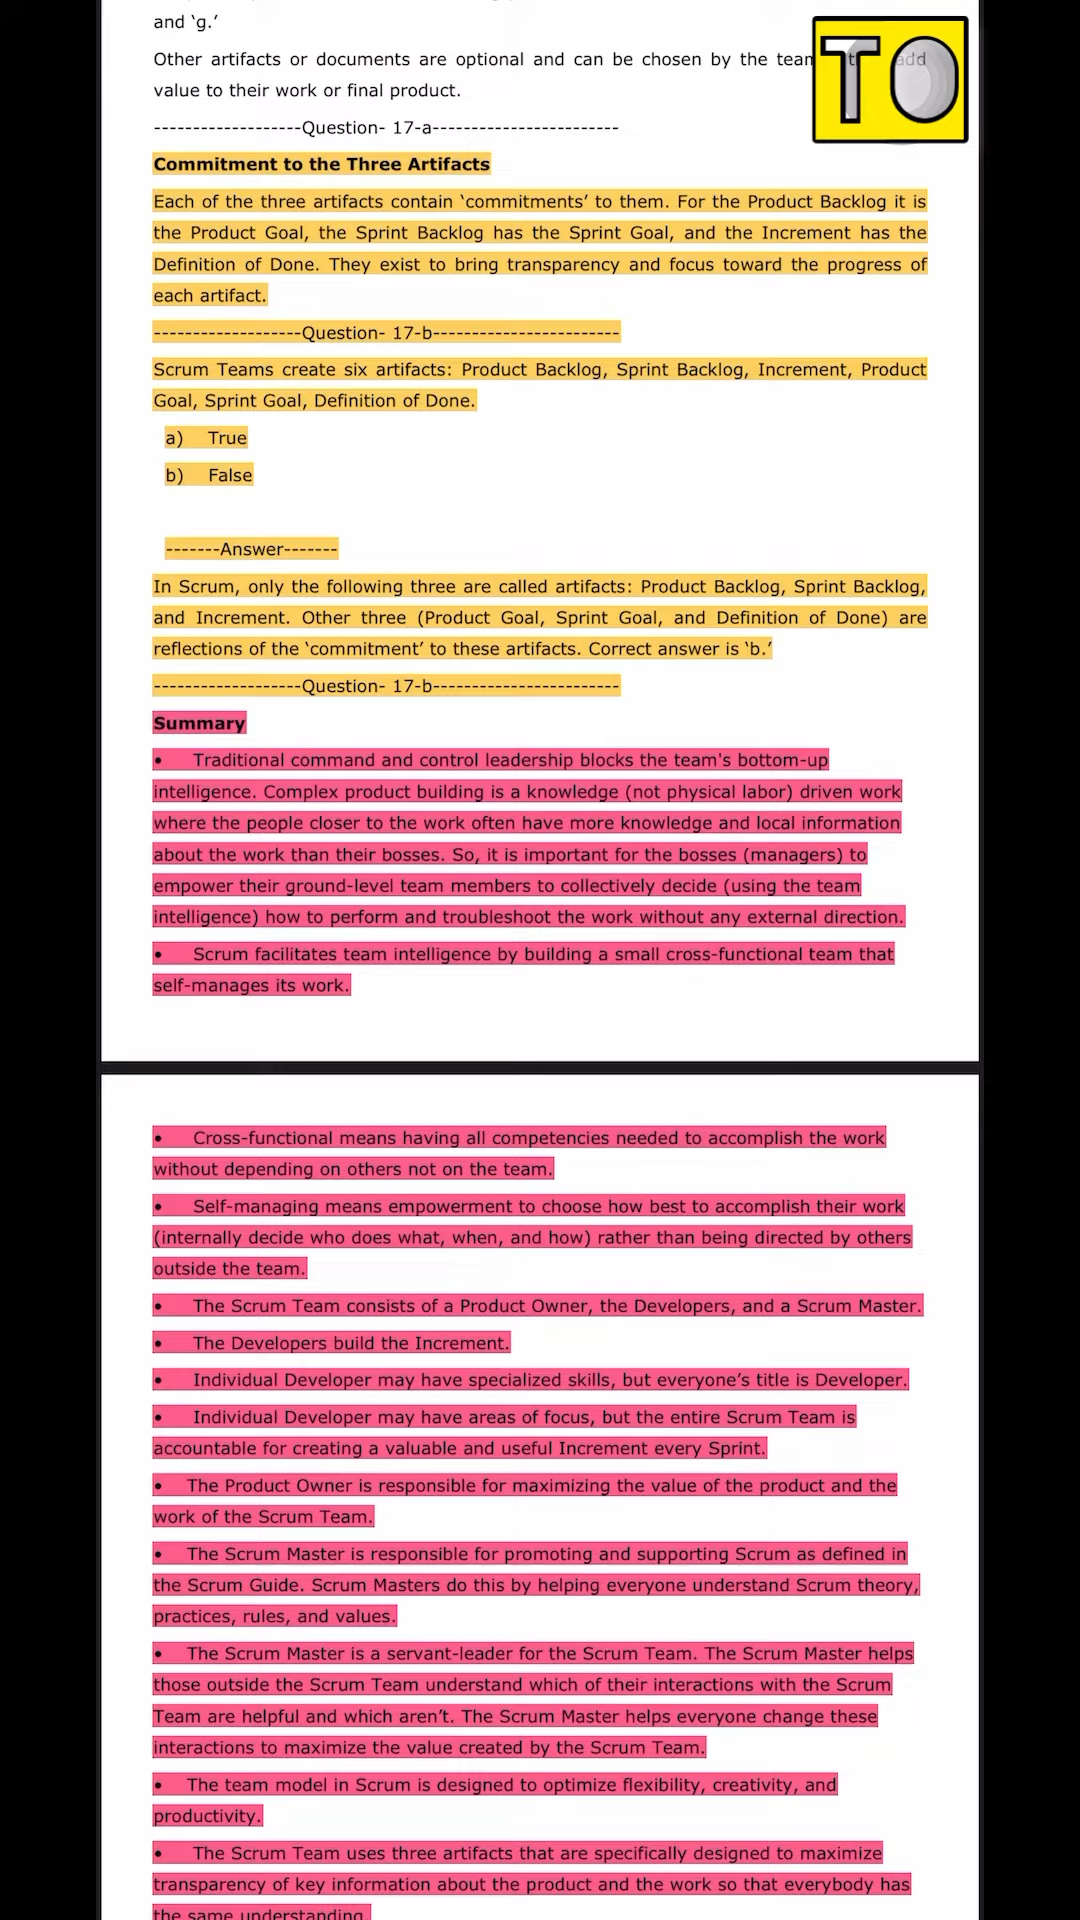 and ‘g.’
Other artifacts or documents are optional and can be chosen by the team add
value to their work or final product.
-------------------Question- 17-a------------------------
TO
Commitment to the Three Artifacts
Each of the three artifacts contain ‘commitments’ to them. For the Product Backlog it is
the Product Goal, the Sprint Backlog has the Sprint Goal, and the Increment has the
Definition of Done. They exist to bring transparency and focus toward the progress of
each artifact.
-------------------Question- 17-b------------------------
Scrum Teams create six artifacts: Product Backlog, Sprint Backlog, Increment, Product
Goal, Sprint Goal, Definition of Done.
a) True
b) False
-------Answer-------
In Scrum, only the following three are called artifacts: Product Backlog, Sprint Backlog,
and Increment. Other three (Product Goal, Sprint Goal, and Definition of Done) are
reflections of the ‘commitment’ to these artifacts. Correct answer is ‘b.’
-------------------Question- 17-b------------------------
Summary
• Traditional command and control leadership blocks the team's bottom-up
intelligence. Complex product building is a knowledge (not physical labor) driven work
where the people closer to the work often have more knowledge and local information
about the work than their bosses. So, it is important for the bosses (managers) to
empower their ground-level team members to collectively decide (using the team
intelligence) how to perform and troubleshoot the work without any external direction.
• Scrum facilitates team intelligence by building a small cross-functional team that
self-manages its work.
• Cross-functional means having all competencies needed to accomplish the work
without depending on others not on the team.
• Self-managing means empowerment to choose how best to accomplish their work
(internally decide who does what, when, and how) rather than being directed by others
outside the team.
• The Scrum Team consists of a Product Owner, the Developers, and a Scrum Master.
• The Developers build the Increment.
• Individual Developer may have specialized skills, but everyone’s title is Developer.
• Individual Developer may have areas of focus, but the entire Scrum Team is
accountable for creating a valuable and useful Increment every Sprint.
• The Product Owner is responsible for maximizing the value of the product and the
work of the Scrum Team.
• The Scrum Master is responsible for promoting and supporting Scrum as defined in
the Scrum Guide. Scrum Masters do this by helping everyone understand Scrum theory,
practices, rules, and values.
• The Scrum Master is a servant-leader for the Scrum Team. The Scrum Master helps
those outside the Scrum Team understand which of their interactions with the Scrum
Team are helpful and which aren’t. The Scrum Master helps everyone change these
interactions to maximize the value created by the Scrum Team.
• The team model in Scrum is designed to optimize flexibility, creativity, and
productivity.
• The Scrum Team uses three artifacts that are specifically designed to maximize
transparency of key information about the product and the work so that everybody has
the same understanding.